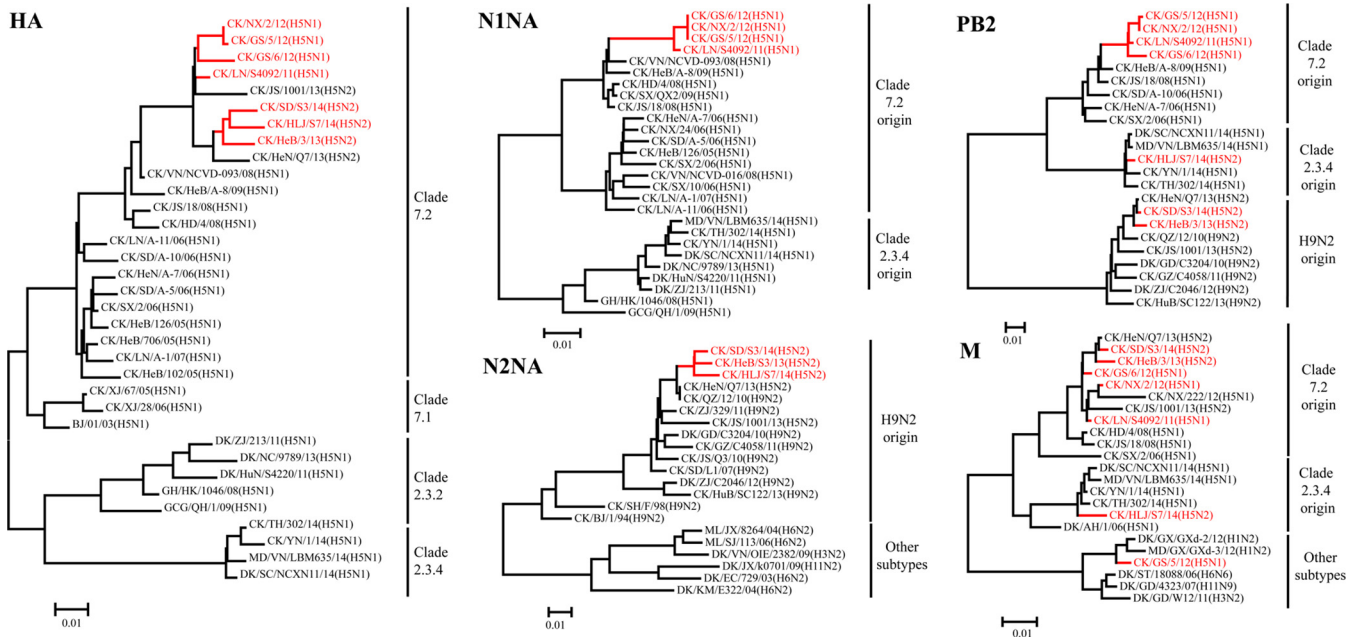 HA
CK/NX/2/12(H5N1)
CK/GS/5/12(H5N1)
CK/GS/6/12(H5N1)
CK/LN/S4092/11(H5N1)
CK/JS/1001/13(H5N2)
CK/SD/S3/14(H5N2)
CK/HLJ/S7/14(H5N2)
CK/HeB/3/13(H5N2)
CK/HeN/Q7/13(H5N2)
CK/VN/NCVD-093/08(H5N1)
CK/HeB/A-8/09(H5N1)
CK/JS/18/08(H5N1)
CK/HD/4/08(H5N1)
CK/LN/A-11/06(H5N1)
CK/SD/A-10/06(H5N1)
CK/HeN/A-7/06(H5N1)
CK/SD/A-5/06(H5N1)
CK/SX/2/06(H5N1)
CK/HeB/126/05(H5N1)
CK/HeB/706/05(H5N1)
CK/LN/A-1/07(H5N1)
CK/HeB/102/05(H5N1)
CK/XJ/67/05(H5N1)
CK/XJ/28/06(H5N1)
BJ/01/03(H5N1)
DK/ZJ/213/11(H5N1)
DK/NC/9789/13(H5N1)
DK/HuN/S4220/11(H5N1)
GH/HK/1046/08(H5N1)
GCG/QH/1/09(H5N1)
CK/TH/302/14(H5N1)
CK/YN/1/14(H5N1)
MD/VN/LBM635/14(H5N1)
DK/SC/NCXN11/14(H5N1)
Clade
7.2
Clade
7.1
Clade
2.3.2
Clade
2.3.4
0.01
N1NA
CK/GS/6/12(H5N1)
CK/NX/2/12(H5N1)
CK/GS/5/12(H5N1)
CK/LN/S4092/11(H5N1)
CK/VN/NCVD-093/08(H5N1)
CK/HeB/A-8/09(H5N1)
CK/HD/4/08(H5N1)
CK/SX/QX2/09(H5N1)
CK/JS/18/08(H5N1)
CK/HeN/A-7/06(H5N1)
CK/NX/24/06(H5N1)
CK/SD/A-5/06(H5N1)
CK/HeB/126/05(H5N1)
CK/SX/2/06(H5N1)
CK/VN/NCVD-016/08(H5N1)
CK/SX/10/06(H5N1)
CK/LN/A-1/07(H5N1)
CK/LN/A-11/06(H5N1)
MD/VN/LBM635/14(H5N1)
CK/TH/302/14(H5N1)
CK/YN/1/14(H5N1)
DK/SC/NCXN11/14(H5N1)
DK/NC/9789/13(H5N1)
DK/HuN/S4220/11(H5N1)
DK/ZJ/213/11(H5N1)
GH/HK/1046/08(H5N1)
GCG/QH/1/09(H5N1)
Clade
7.2
origin
Clade
2.3.4
origin
0.01
N2NA
CK/SD/S3/14(H5N2)
CK/HeB/S3/13(H5N2)
CK/HLJ/S7/14(H5N2)
CK/HeN/Q7/13(H5N2)
CK/QZ/12/10(H9N2)
CK/ZJ/329/11(H9N2)
CK/JS/1001/13(H5N2)
DK/GD/C3204/10(H9N2)
CK/GZ/C4058/11(H9N2)
CK/JS/Q3/10(H9N2)
CK/SD/L1/07(H9N2)
DK/ZJ/C2046/12(H9N2)
CK/HuB/SC122/13(H9N2)
CK/SH/F/98(H9N2)
CK/BJ/1/94(H9N2)
ML/JX/8264/04(H6N2)
ML/SJ/113/06(H6N2)
DK/VN/OIE/2382/09(H3N2)
DK/JX/k0701/09(H11N2)
DK/EC/729/03(H6N2)
DK/KM/E322/04(H6N2)
H9N2
origin
Other
subtypes
0.01
PB2
CK/GS/5/12(H5N1)
CK/NX/2/12(H5N1)
CK/LN/S4092/11(H5N1)
CK/GS/6/12(H5N1)
CK/HeB/A-8/09(H5N1)
CK/JS/18/08(H5N1)
CK/SD/A-10/06(H5N1)
CK/HeN/A-7/06(H5N1)
CK/SX/2/06(H5N1)
DK/SC/NCXN11/14(H5N1)
MD/VN/LBM635/14(H5N1)
CK/HLJ/S7/14(H5N2)
CK/YN/1/14(H5N1)
CK/TH/302/14(H5N1)
CK/HeN/Q7/13(H5N2)
CK/SD/S3/14(H5N2)
CK/HeB/3/13(H5N2)
CK/QZ/12/10(H9N2)
CK/JS/1001/13(H5N2)
DK/GD/C3204/10(H9N2)
CK/GZ/C4058/11(H9N2)
DK/ZJ/C2046/12(H9N2)
CK/HuB/SC122/13(H9N2)
Clade
7.2
origin
Clade
2.3.4
origin
H9N2
origin
0.01
M
CK/HeN/Q7/13(H5N2)
CK/SD/S3/14(H5N2)
CK/HeB/3/13(H5N2)
CK/GS/6/12(H5N1)
CK/NX/2/12(H5N1)
CK/NX/222/12(H5N1)
CK/JS/1001/13(H5N2)
CK/LN/S4092/11(H5N1)
CK/HD/4/08(H5N1)
CK/JS/18/08(H5N1)
CK/SX/2/06(H5N1)
DK/SC/NCXN11/14(H5N1)
MD/VN/LBM635/14(H5N1)
CK/YN/1/14(H5N1)
CK/TH/302/14(H5N1)
CK/HLJ/S7/14(H5N2)
DK/AH/1/06(H5N1)
DK/GX/GXd-2/12(H1N2)
MD/GX/GXd-3/12(H1N2)
CK/GS/5/12(H5N1)
DK/ST/18088/06(H6N6)
DK/GD/4323/07(H11N9)
DK/GD/W12/11(H3N2)
Clade
7.2
origin
Clade
2.3.4
origin
Other
subtypes
0.01